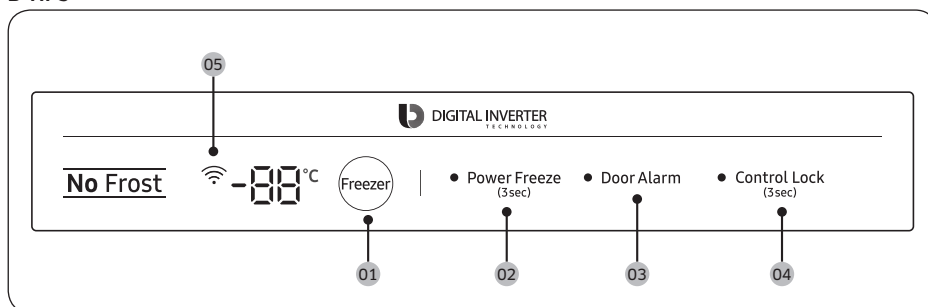 05
DIGITAL INVERTER
TECHNOLOGY
No Frost
-88°C
Freezer
Power Freeze
(3sec)
Door Alarm
Control Lock
(3sec)
01
02
03
04